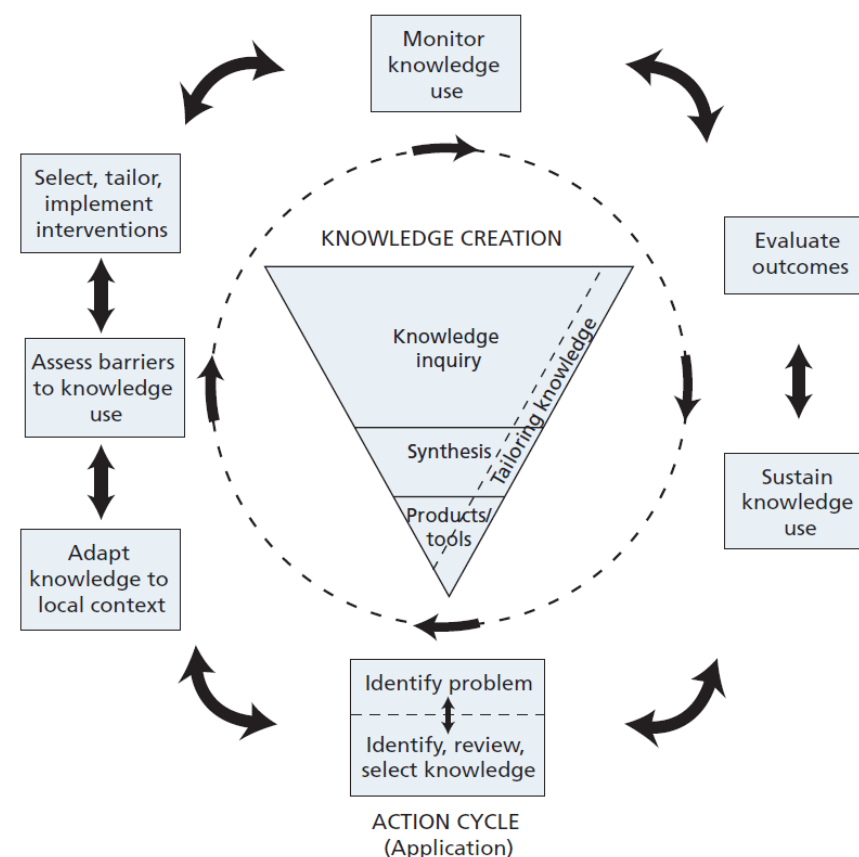 Monitor
knowledge
use
Select, tailor,
implement
interventions
Evaluate
outcomes
KNOWLEDGE CREATION
Knowledge
inquiry
Tailoring knowledge
Assess barriers
to knowledge
use
Synthesis
Sustain
knowledge
use
Products/
tools
Adapt
knowledge to
local context
Identify problem
Identify, review,
select knowledge
ACTION CYCLE
(Application)